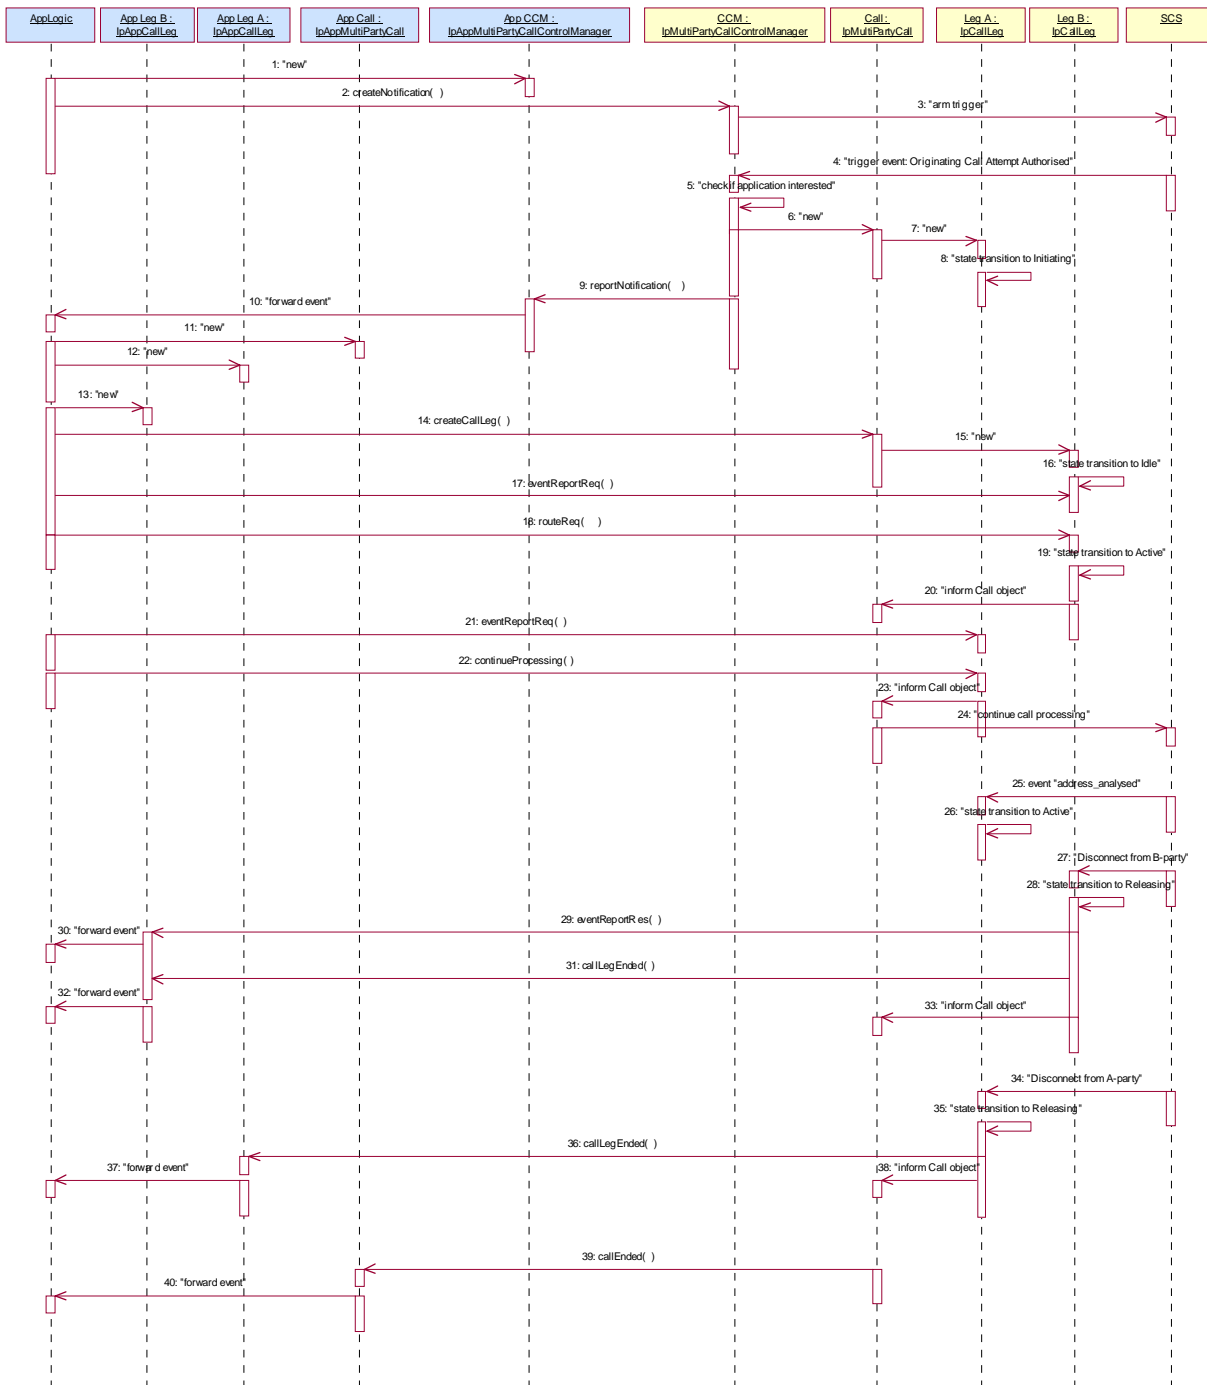 AppLogic
App Leg B :
IpAppCallLeg
App Leg A :
IpAppCallLeg
App Call :
IpAppMultiPartyCall
App CCM :
IpAppMultiPartyCallControlManager
CCM :
IpMultiPartyCallControlManager
Call :
IpMultiPartyCall
Leg A :
IpCallLeg
Leg B :
IpCallLeg
SCS
1: "new"
2: createNotification( )
3: "arm trigger"
4: "trigger event: Originating Call Attempt Authorised"
5: "check if application interested"
6: "new"
7: "new"
8: "state transition to Initiating"
9: reportNotification( )
10: "forward event"
11: "new"
12: "new"
13: "new"
14: createCallLeg( )
15: "new"
16: "state transition to Idle"
17: eventReportReq( )
18: routeReq( )
19: "state transition to Active"
20: "inform Call object"
21: eventReportReq( )
22: continueProcessing( )
23: "inform Call object"
24: "continue call processing"
25: event "address_analysed"
26: "state transition to Active"
27: "Disconnect from B-party"
28: "state transition to Releasing"
29: eventReportRes( )
30: "forward event"
31: callLegEnded( )
32: "forward event"
33: "inform Call object"
34: "Disconnect from A-party"
35: "state transition to Releasing"
36: callLegEnded( )
37: "forward event"
38: "inform Call object"
39: callEnded( )
40: "forward event"